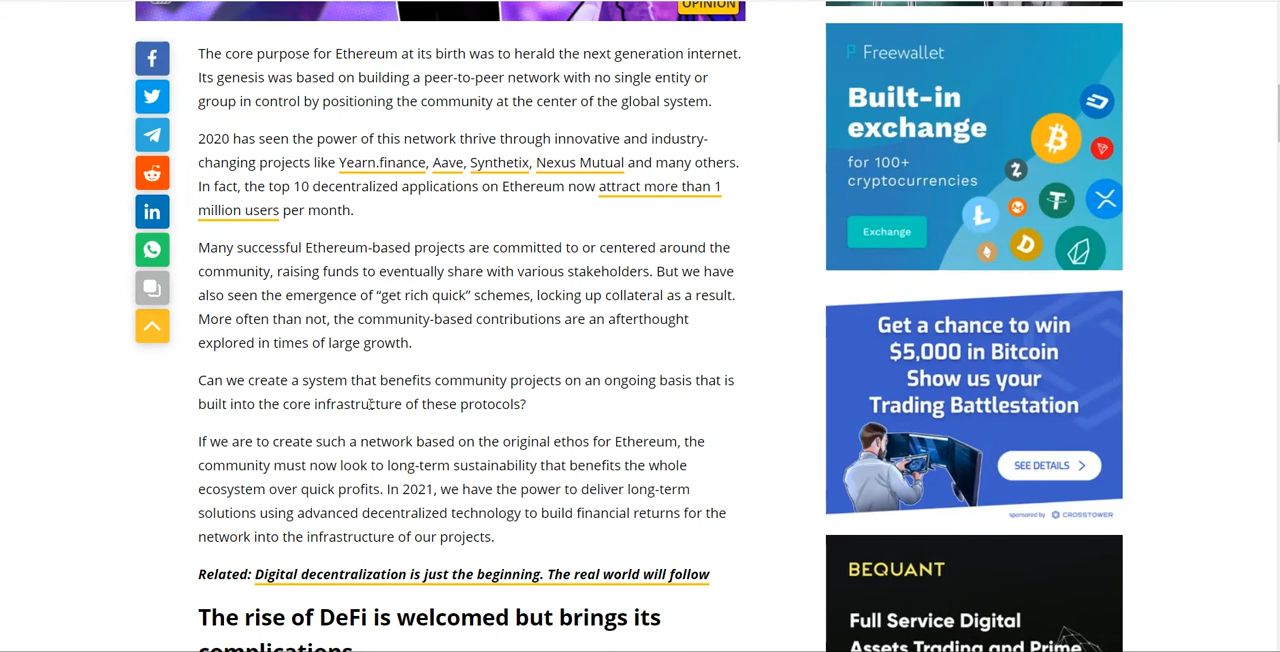 OPINION
The core purpose for Ethereum at its birth was to herald the next generation internet.
Its genesis was based on building a peer-to-peer network with no single entity or
group in control by positioning the community at the center of the global system.
2020 has seen the power of this network thrive through innovative and industry-
changing projects like Yearn.finance, Aave, Synthetix, Nexus Mutual and many others.
In fact, the top 10 decentralized applications on Ethereum now attract more than 1
million users per month.
Many successful Ethereum-based projects are committed to or centered around the
community, raising funds to eventually share with various stakeholders. But we have
also seen the emergence of “get rich quick” schemes, locking up collateral as a result.
More often than not, the community-based contributions are an afterthought
explored in times of large growth.
Can we create a system that benefits community projects on an ongoing basis that is
built into the core infrastructure of these protocols?
If we are to create such a network based on the original ethos for Ethereum, the
community must now look to long-term sustainability that benefits the whole
ecosystem over quick profits. In 2021, we have the power to deliver long-term
solutions using advanced decentralized technology to build financial returns for the
network into the infrastructure of our projects.
Related: Digital decentralization is just the beginning. The real world will follow
The rise of DeFi is welcomed but brings its
complications
Freewallet
Built-in
exchange
for 100+
cryptocurrencies
Exchange
Get a chance to win
$5,000 in Bitcoin
Show us your
Trading Battlestation
SEE DETAILS
sponsored by CROSSTOWER
BEQUANT
Full Service Digital
Assets Trading and Prime